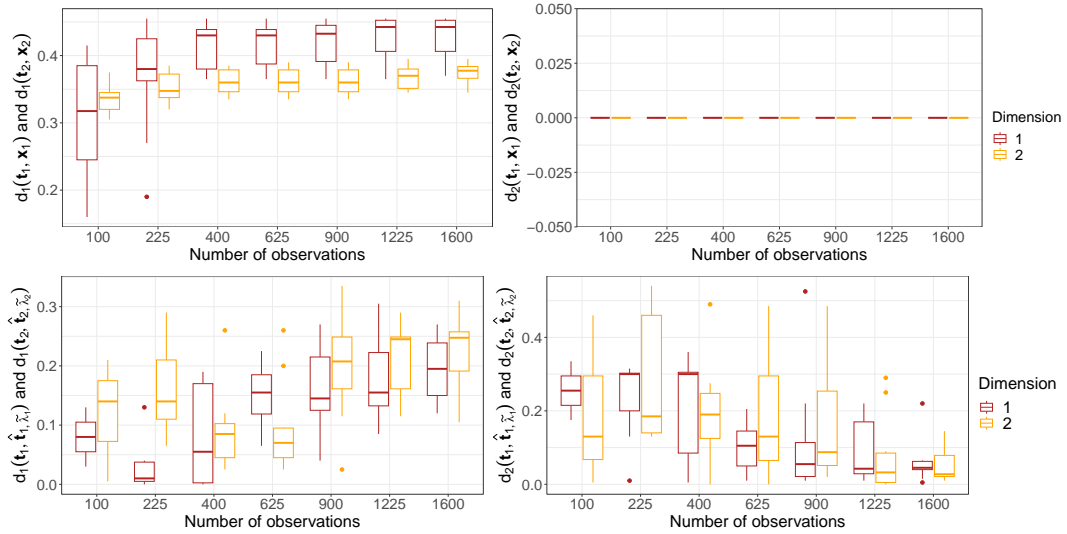 d₁(t₁, x₁) and d₁(t₂, x₂)
0.4
0.3
0.2
100 225 400 625 900 1225 1600
Number of observations
d₂(t₁, x₁) and d₂(t₂, x₂)
0.050
0.025
0.000
−0.025
−0.050
100 225 400 625 900 1225 1600
Number of observations
Dimension
1
2
d₁(t₁, t̂₁,λ̃₁) and d₁(t₂, t̂₂,λ̃₂)
0.3
0.2
0.1
0.0
100 225 400 625 900 1225 1600
Number of observations
d₂(t₁, t̂₁,λ̃₁) and d₂(t₂, t̂₂,λ̃₂)
0.4
0.2
0.0
100 225 400 625 900 1225 1600
Number of observations
Dimension
1
2